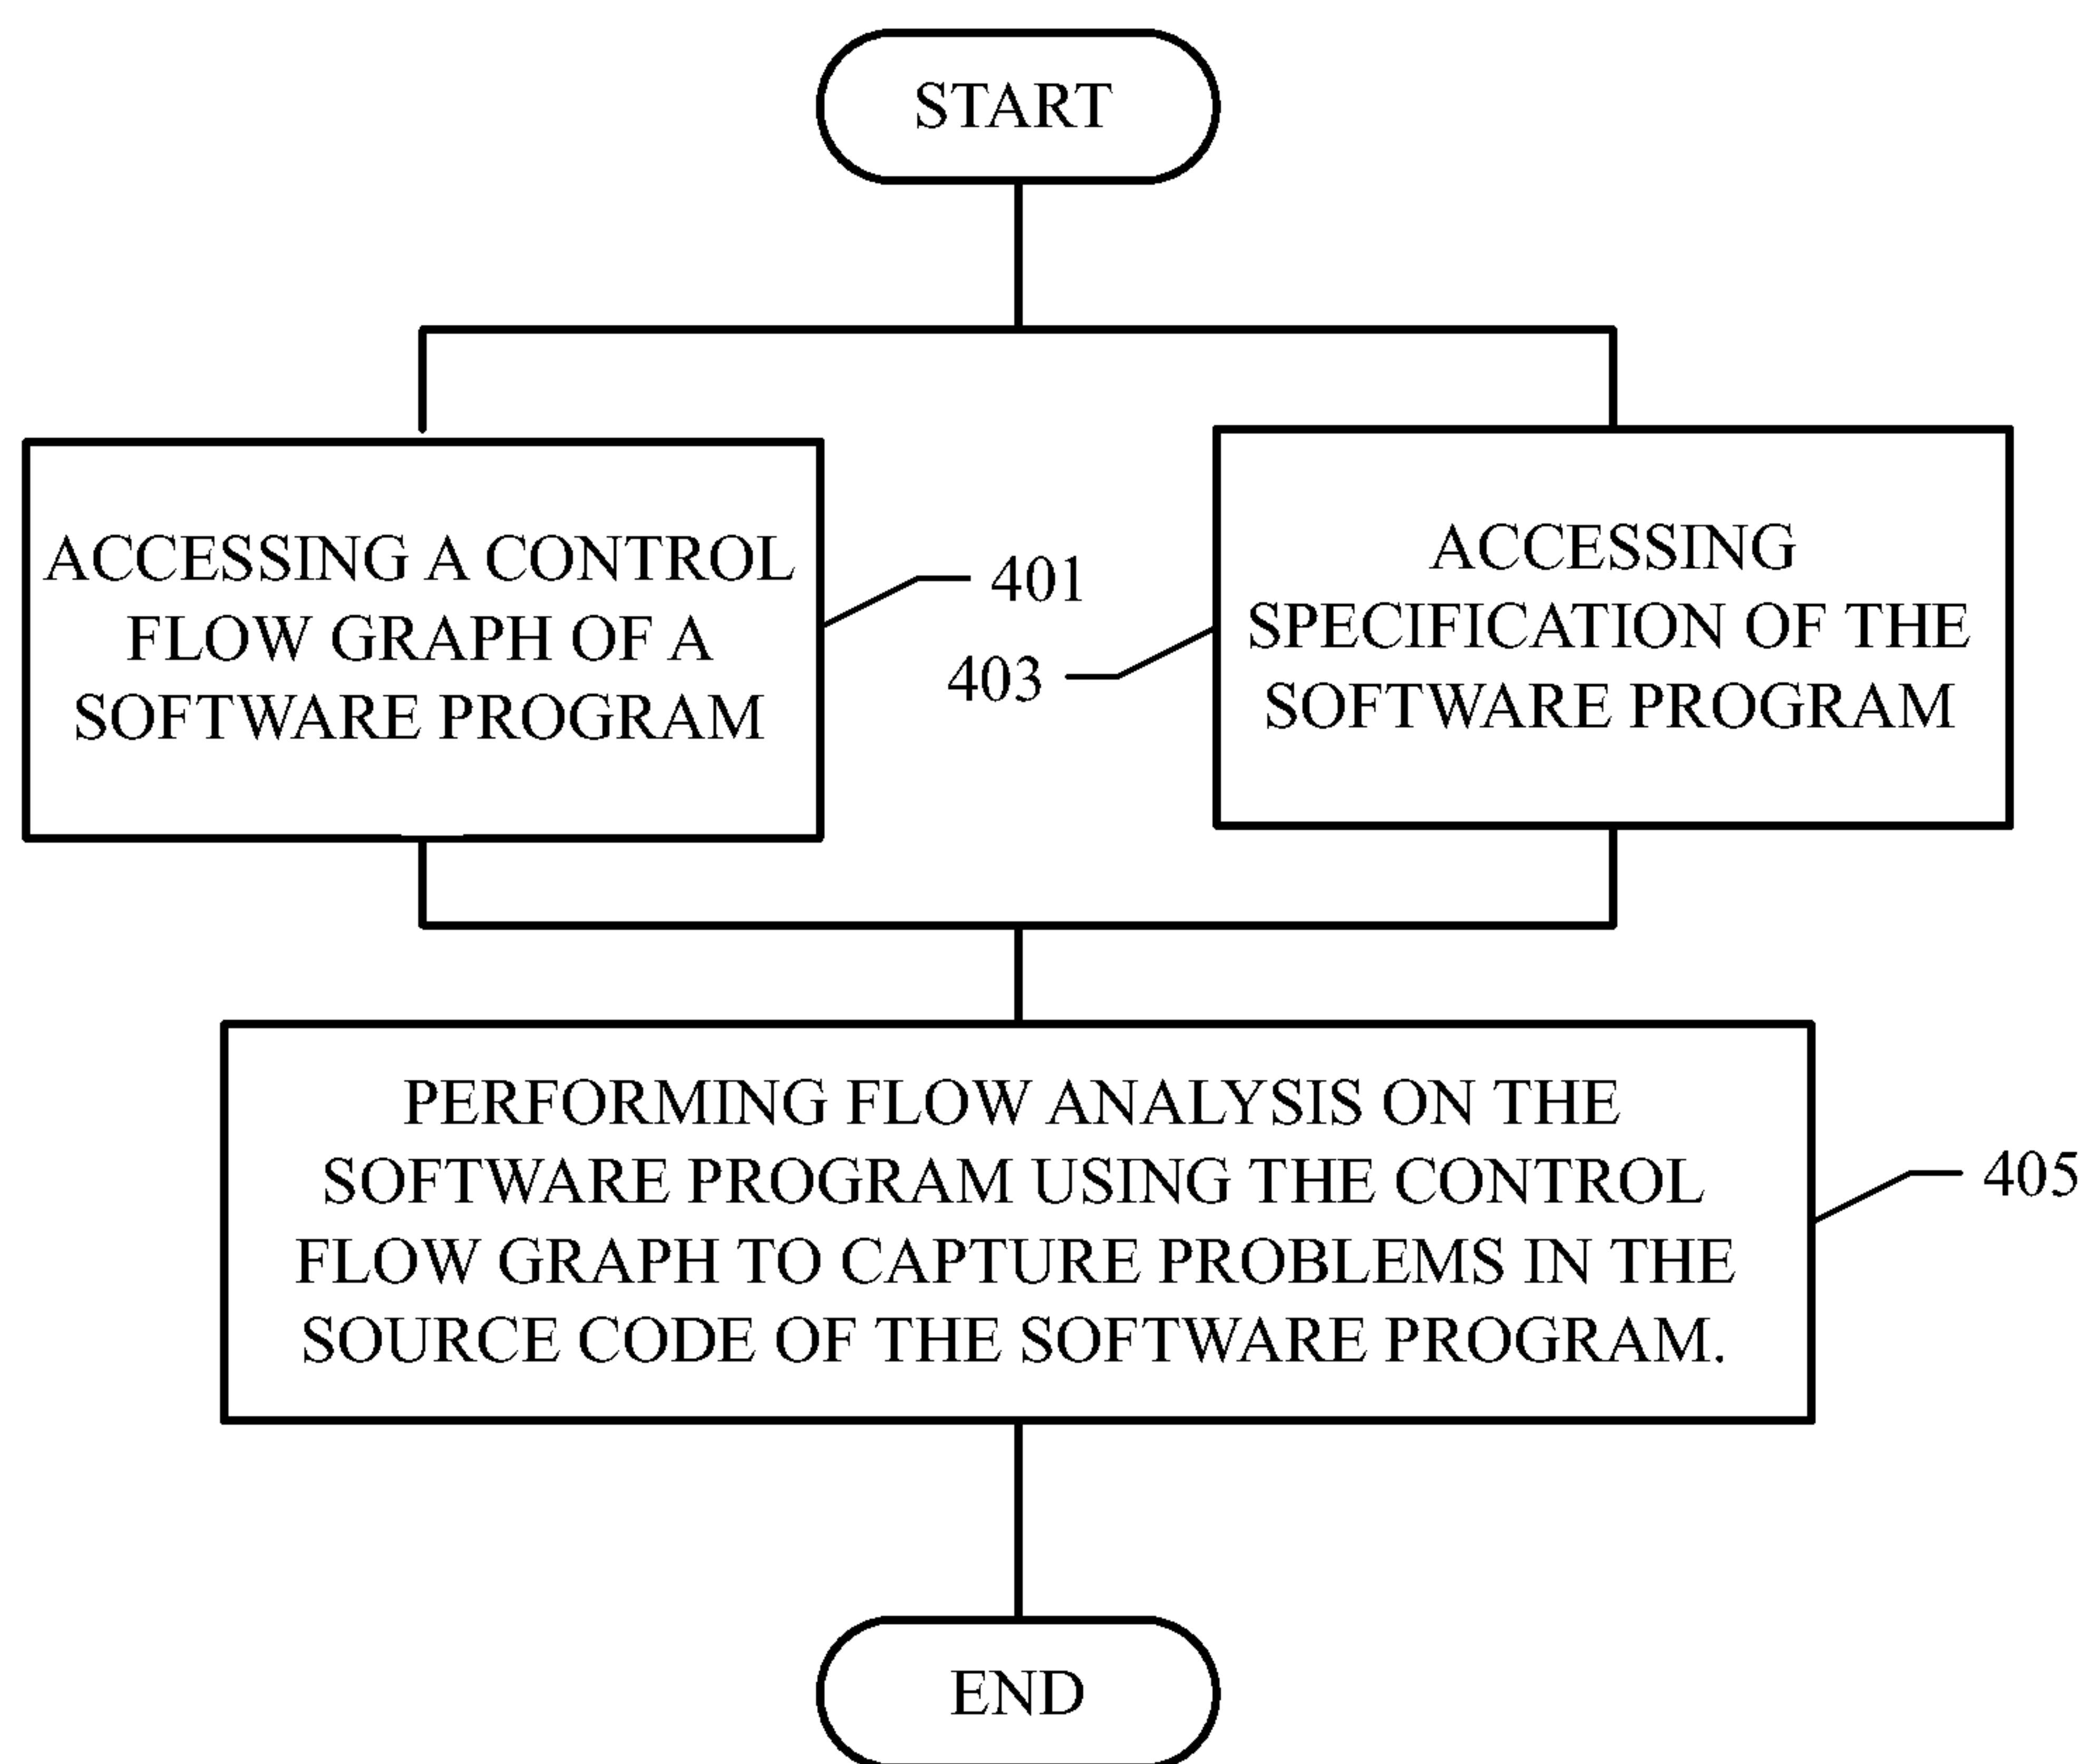 START
ACCESSING A CONTROL
FLOW GRAPH OF A
SOFTWARE PROGRAM
401
403
ACCESSING
SPECIFICATION OF THE
SOFTWARE PROGRAM
PERFORMING FLOW ANALYSIS ON THE
SOFTWARE PROGRAM USING THE CONTROL
FLOW GRAPH TO CAPTURE PROBLEMS IN THE
SOURCE CODE OF THE SOFTWARE PROGRAM.
405
END